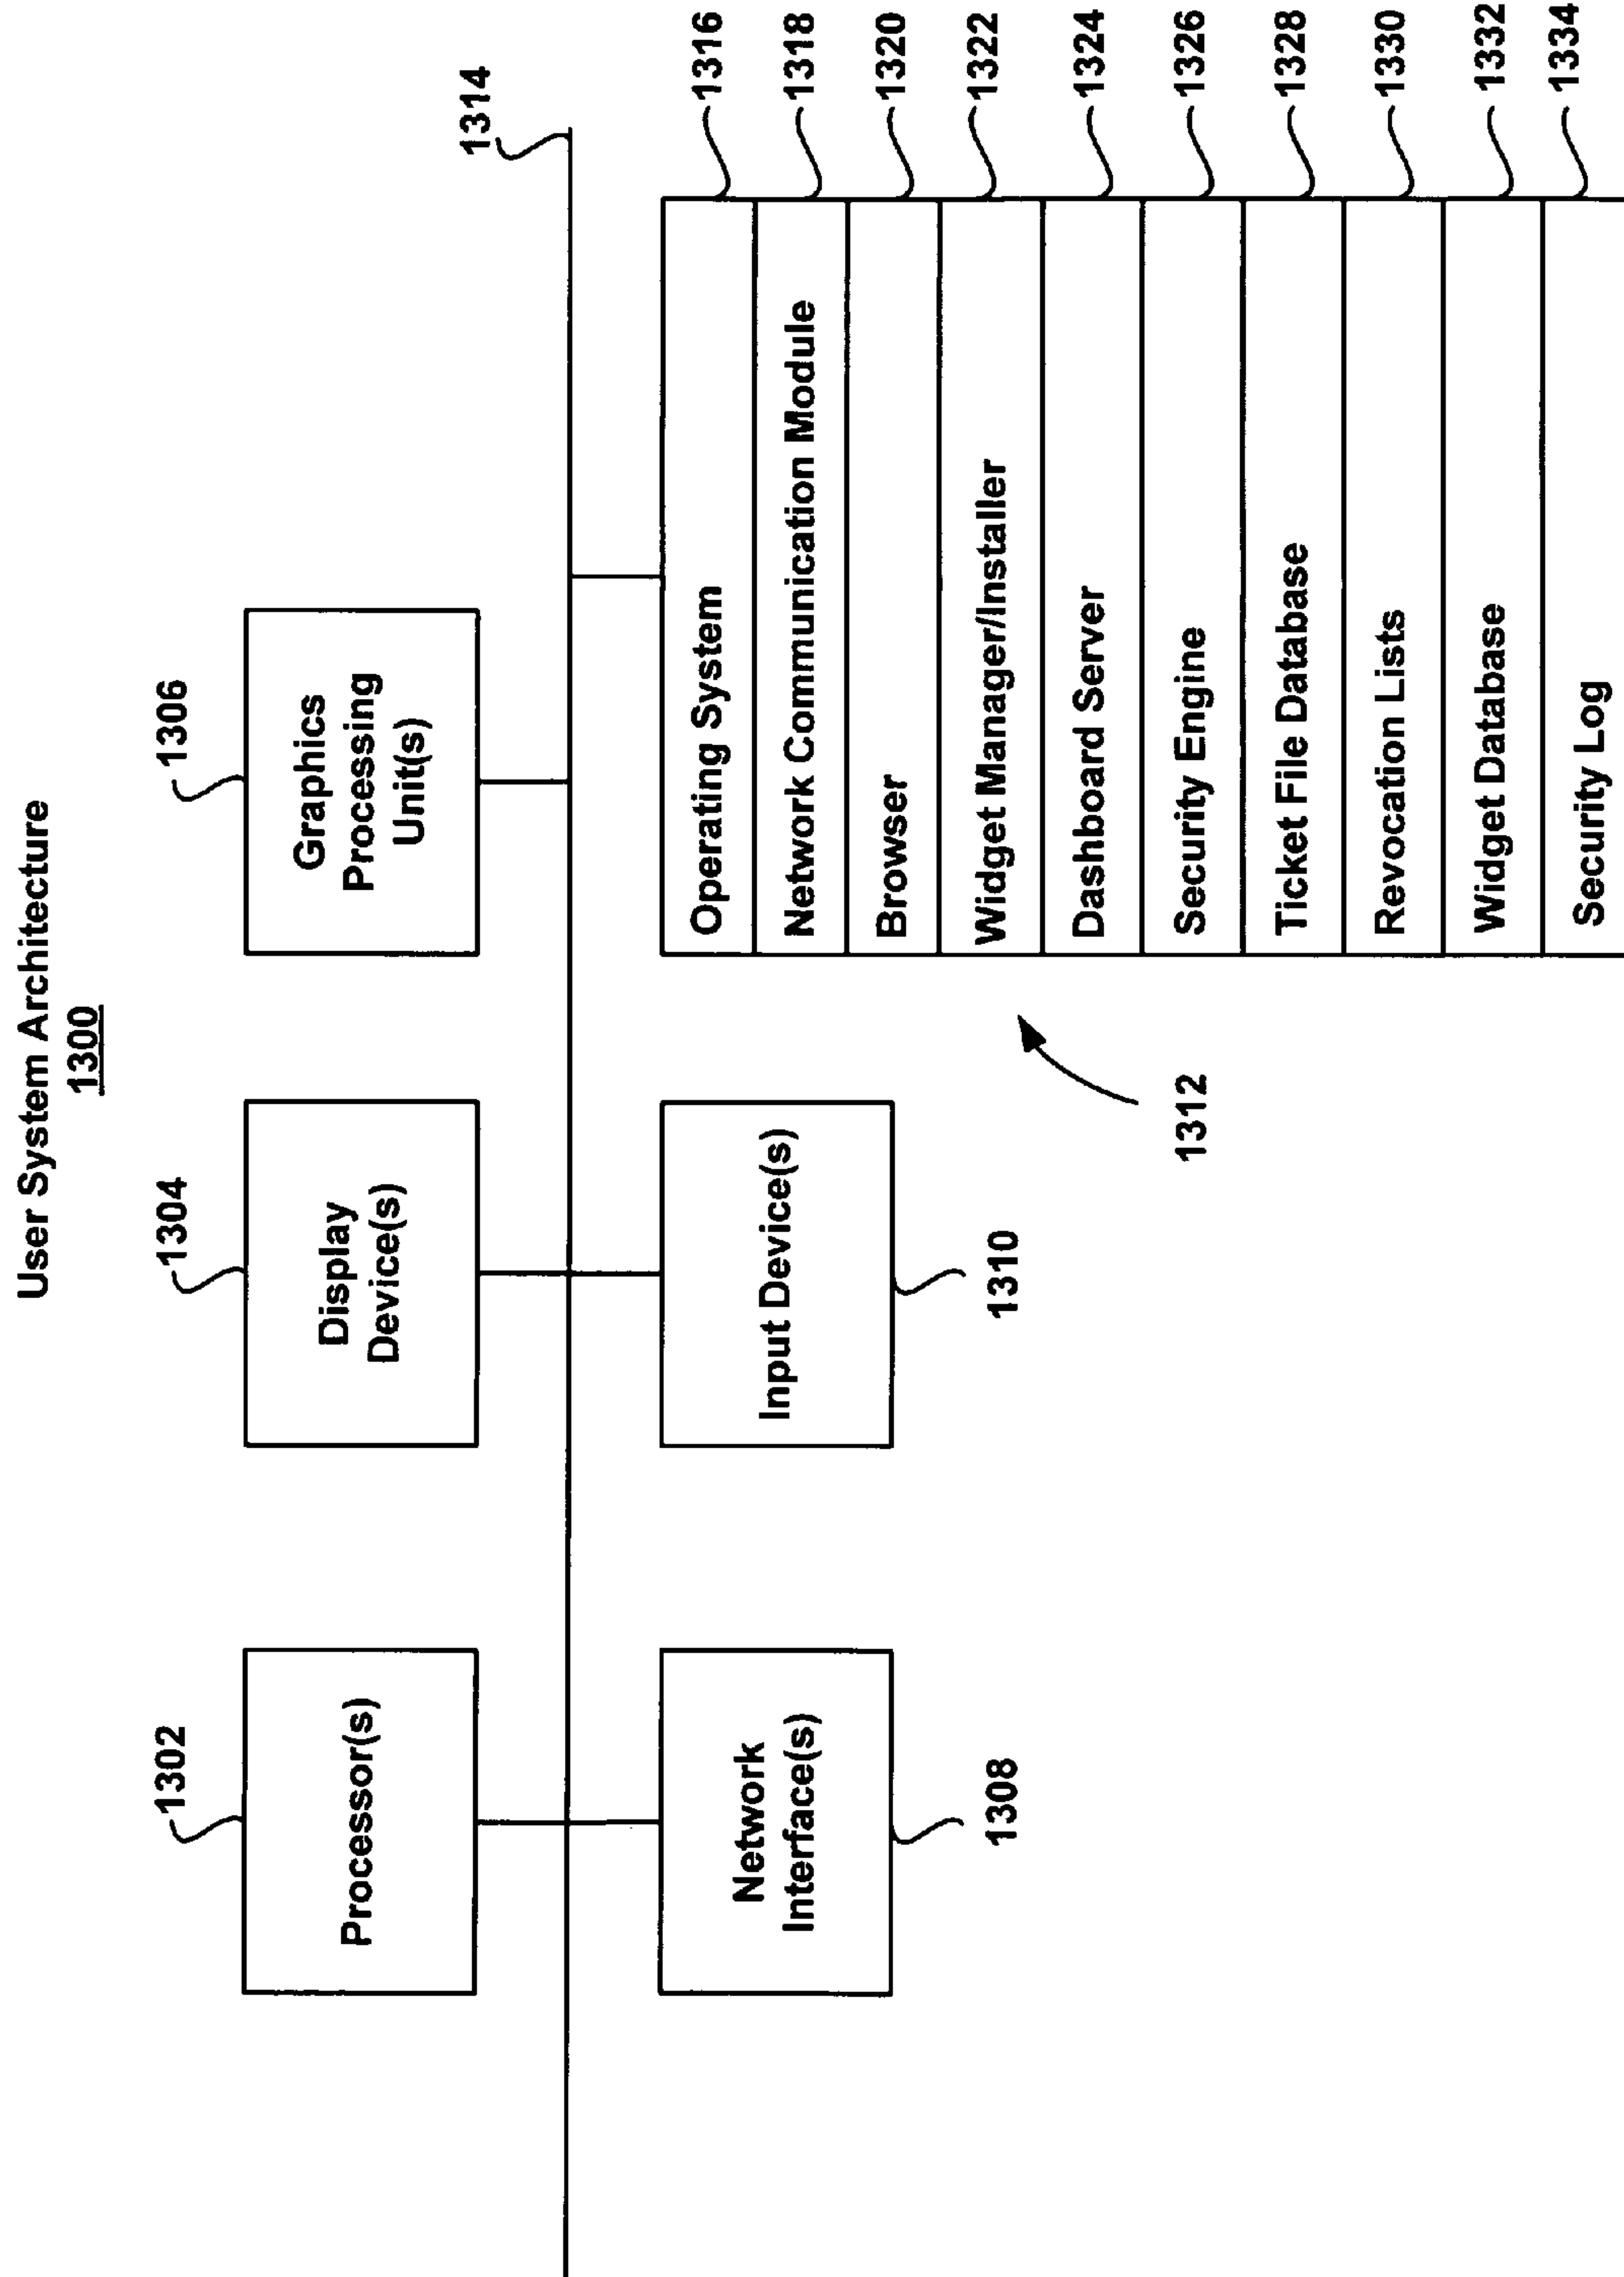 User System Architecture
1300
1302
Processor(s)
1304
Display
Device(s)
1306
Graphics
Processing
Unit(s)
1314
Network
Interface(s)
1308
Input Device(s)
1310
1312
Operating System
1316
Network Communication Module
1318
Browser
1320
Widget Manager/Installer
1322
Dashboard Server
1324
Security Engine
1326
Ticket File Database
1328
Revocation Lists
1330
Widget Database
1332
Security Log
1334